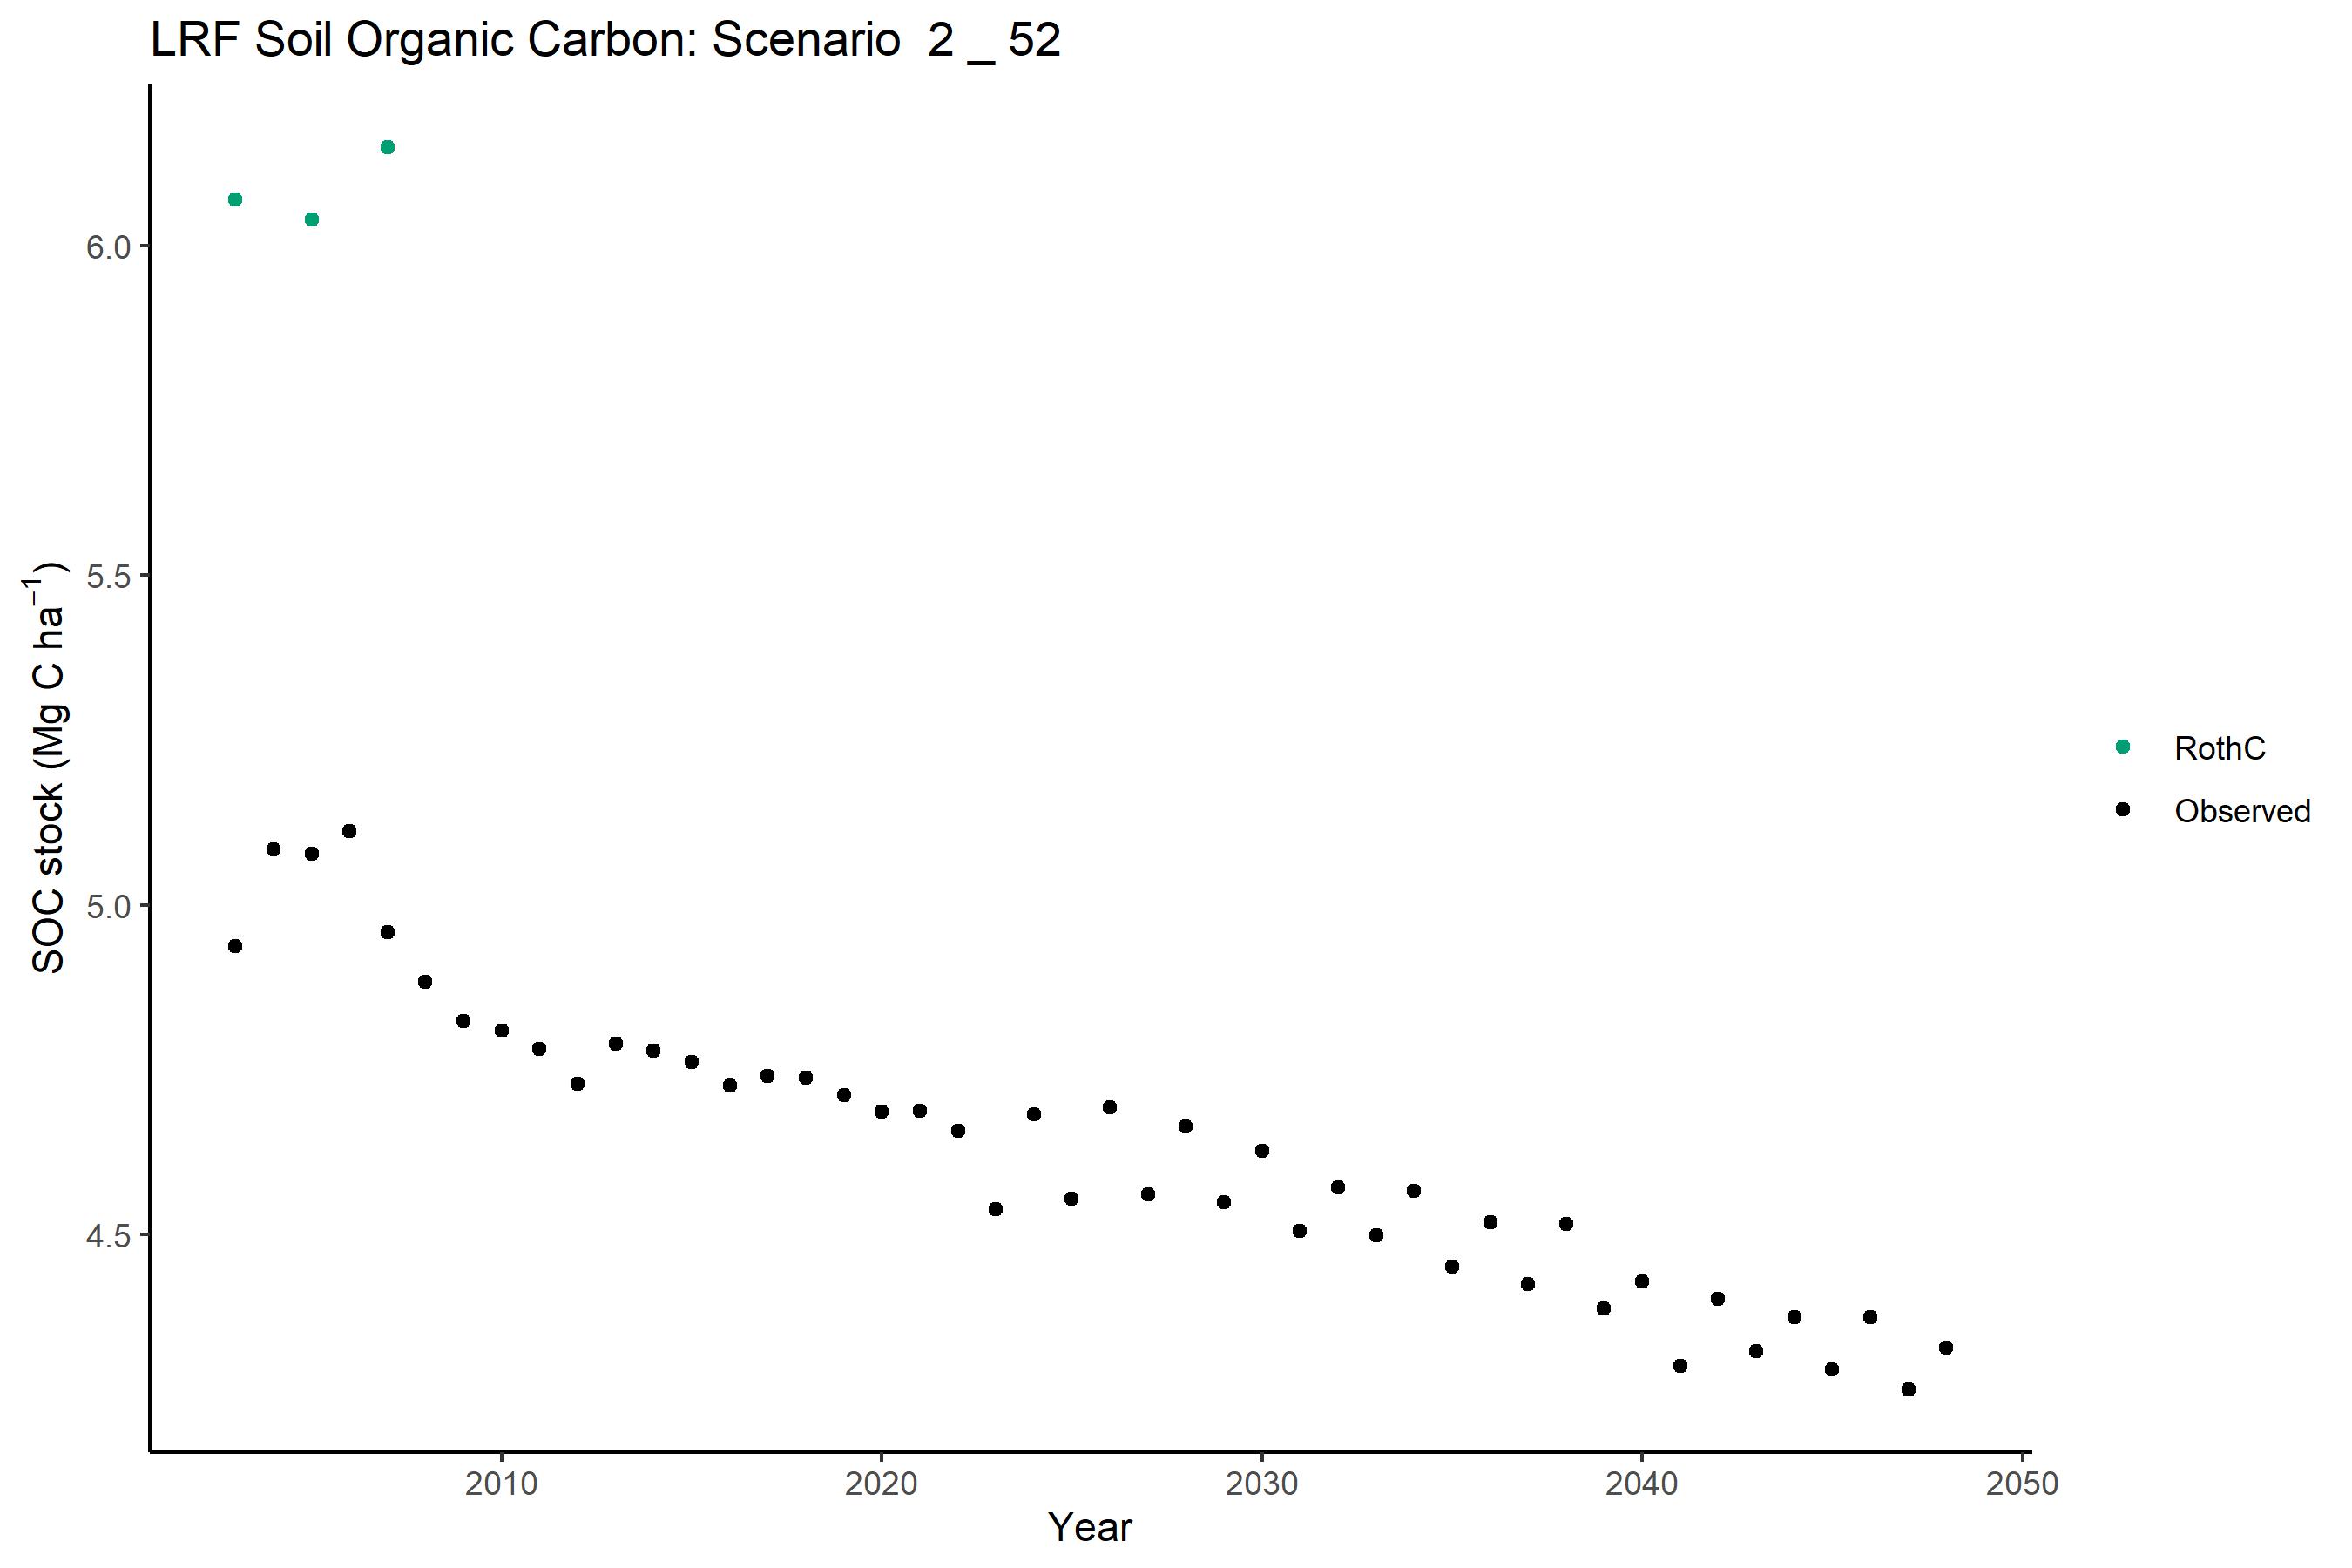 LRF Soil Organic Carbon: Scenario  2 _ 52
SOC stock (Mg C ha⁻¹)
6.0
5.5
5.0
4.5
2010
2020
2030
2040
2050
Year
RothC
Observed